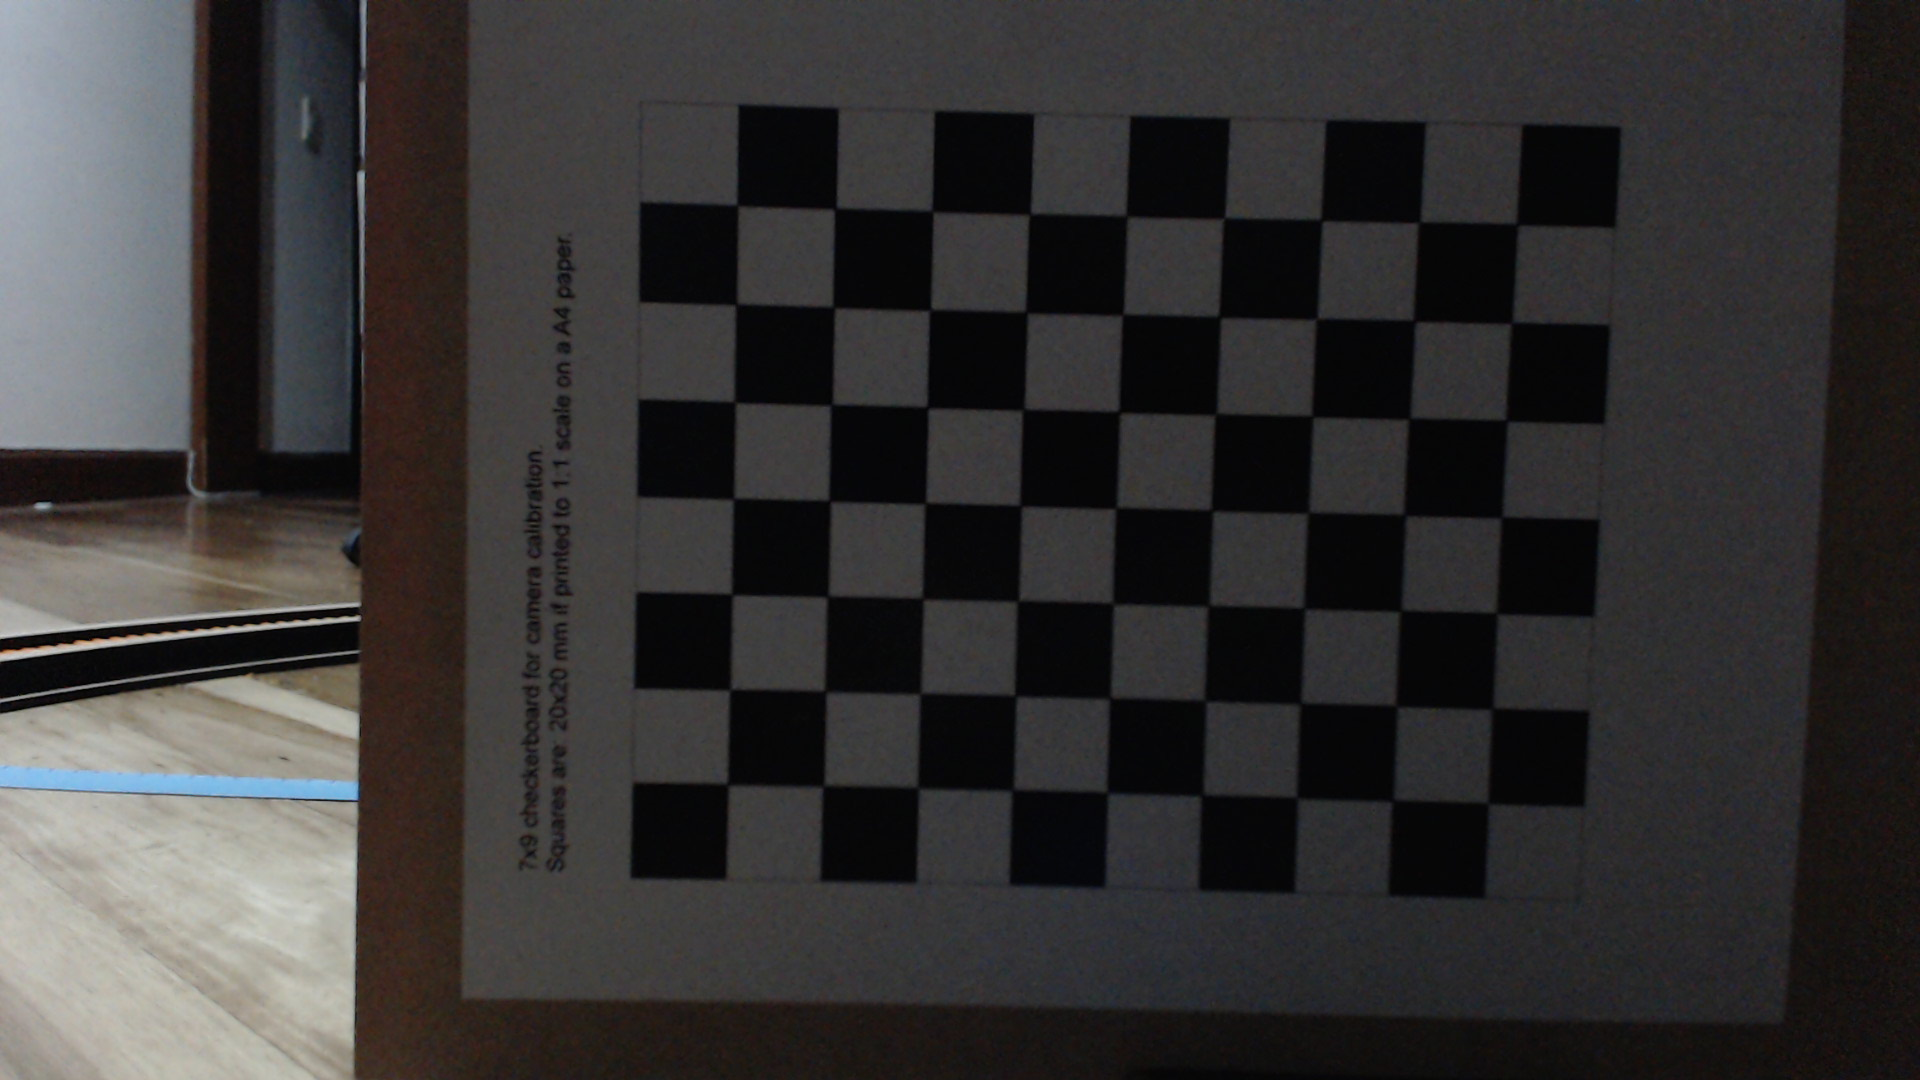 7x9 checkerboard for camera calibration.
Squares are: 20x20 mm if printed to 1:1 scale on a A4 paper.